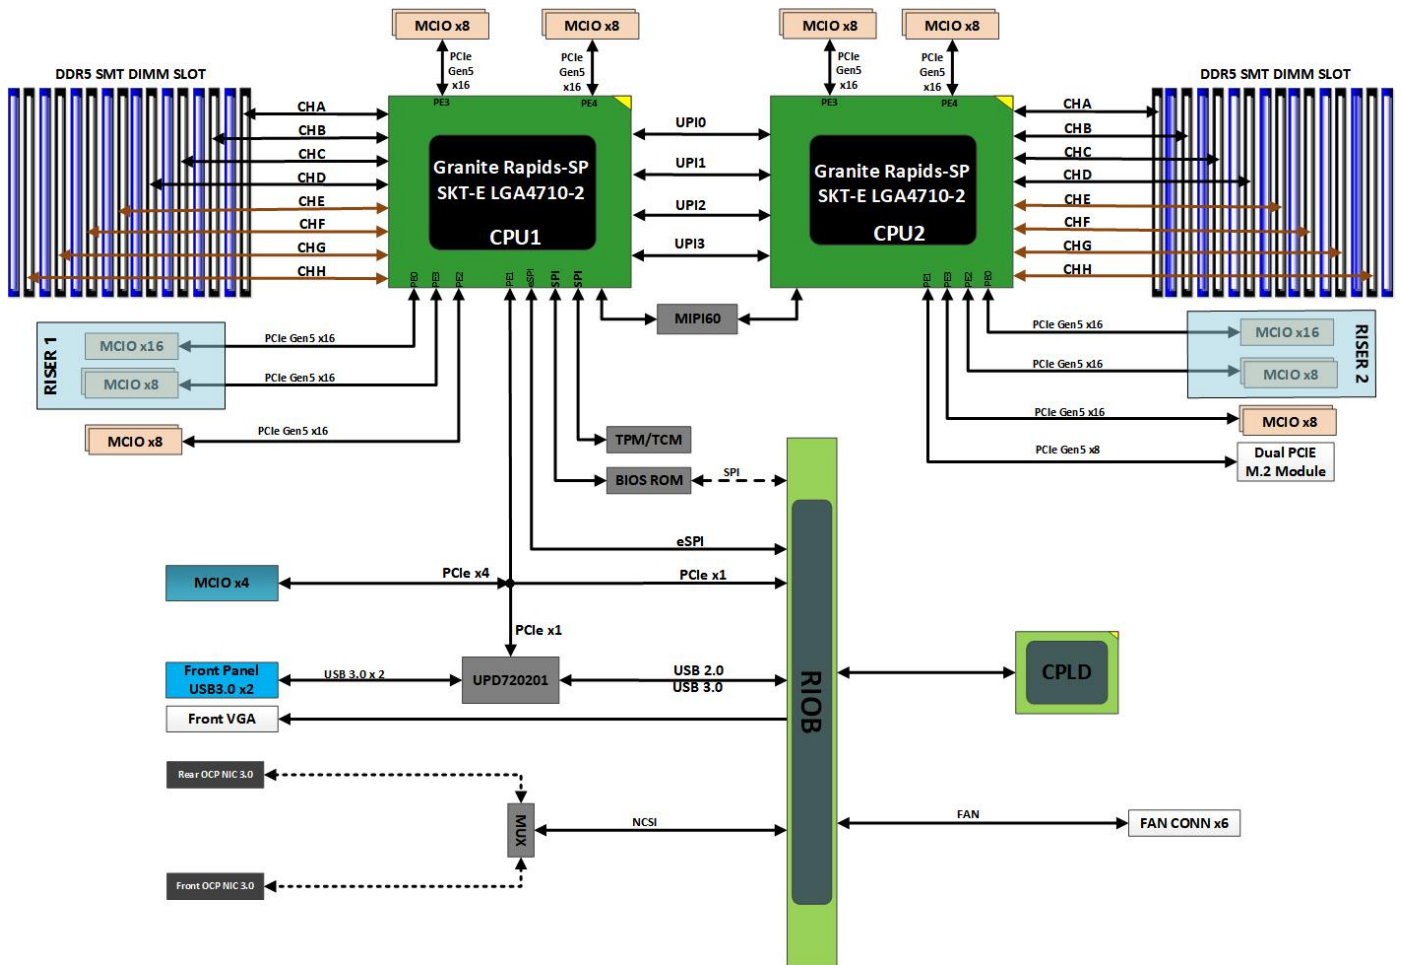 MCIO x8
MCIO x8
MCIO x8
MCIO x8
PCIe
Gen5
x16
PCIe
Gen5
x16
PCIe
Gen5
x16
PCIe
Gen5
x16
DDR5 SMT DIMM SLOT
DDR5 SMT DIMM SLOT
PE3
PE4
PE3
PE4
CHA
CHB
CHC
CHD
CHE
CHF
CHG
CHH
Granite Rapids-SP
SKT-E LGA4710-2
CPU1
UPI0
UPI1
UPI2
UPI3
Granite Rapids-SP
SKT-E LGA4710-2
CPU2
CHA
CHB
CHC
CHD
CHE
CHF
CHG
CHH
PB0
PE3
PE2
PE1
eSPI
SPI
SPI
PE1
PE3
PE2
PB0
MIPI60
RISER 1
MCIO x16
MCIO x8
PCIe Gen5 x16
PCIe Gen5 x16
MCIO x8
PCIe Gen5 x16
PCIe Gen5 x16
PCIe Gen5 x16
MCIO x16
MCIO x8
RISER 2
PCIe Gen5 x16
MCIO x8
PCIe Gen5 x8
Dual PCIE
M.2 Module
TPM/TCM
BIOS ROM
SPI
eSPI
MCIO x4
PCIe x4
PCIe x1
PCIe x1
Front Panel
USB3.0 x2
USB 3.0 x 2
UPD720201
USB 2.0
USB 3.0
Front VGA
RIOB
CPLD
Rear OCP NIC 3.0
MUX
NCSI
Front OCP NIC 3.0
FAN
FAN CONN x6